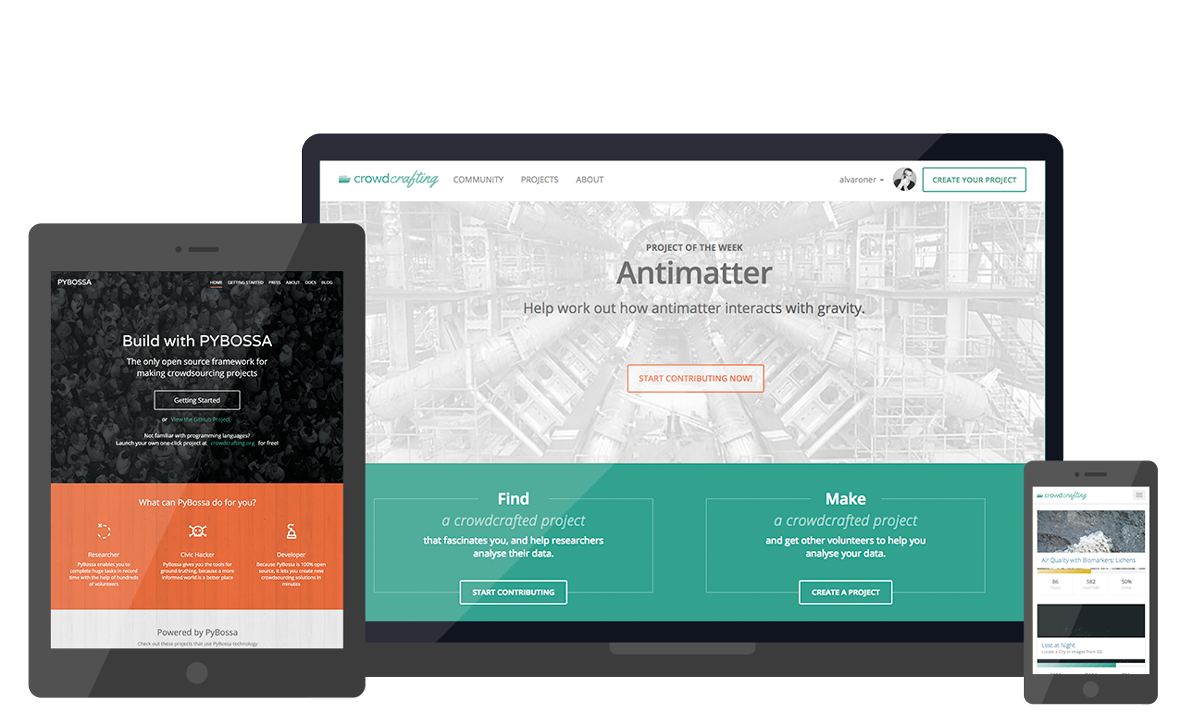 crowdcrafting COMMUNITY PROJECTS ABOUT alvaroner CREATE YOUR PROJECT
PROJECT OF THE WEEK
Antimatter
Help work out how antimatter interacts with gravity.
START CONTRIBUTING NOW!
Find
a crowdcrafted project
that fascinates you, and help researchers
analyse their data.
START CONTRIBUTING
Make
a crowdcrafted project
and get other volunteers to help you
analyse your data.
CREATE A PROJECT
PYBOSSA HOME GETTING STARTED PRESS ABOUT DOCS BLOG
Build with PYBOSSA
The only open source framework for
making crowdsourcing projects
Getting Started
or View the GitHub Project
Not familiar with programming languages?
Launch your own one-click project at crowdcrafting.org for free!
What can PyBossa do for you?
Researcher
PyBossa enables you to
complete huge tasks in record
time with the help of hundreds
of volunteers
Civic Hacker
PyBossa gives you the tools for
ground truthing, because a more
informed world is a better place
Developer
Because PyBossa is 100% open
source, it lets you create new
crowdsourcing solutions in
minutes
Powered by PyBossa
Check out these projects that use PyBossa technology
crowdcrafting
Air Quality with Biomarkers: Lichens
86 582 50%
Lost at Night
Locate a City in Images from ISS